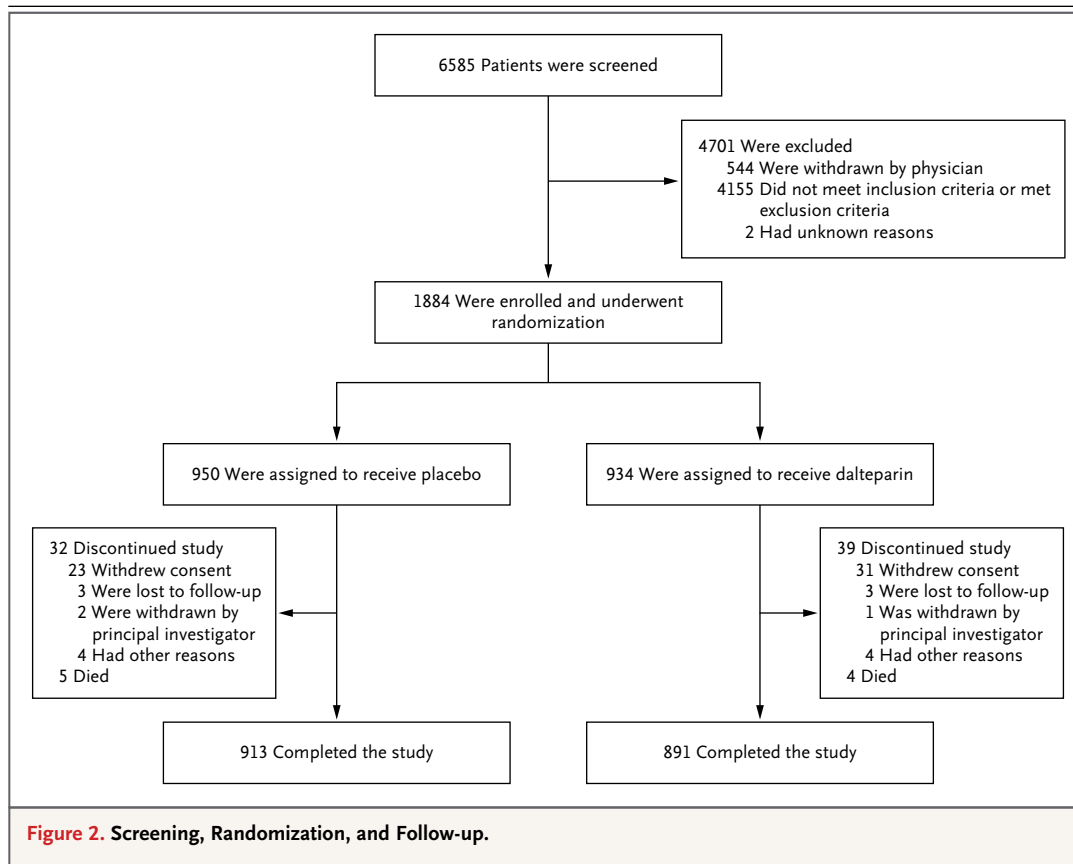 6585 Patients were screened
4701 Were excluded
544 Were withdrawn by physician
4155 Did not meet inclusion criteria or met
exclusion criteria
2 Had unknown reasons
1884 Were enrolled and underwent
randomization
950 Were assigned to receive placebo
934 Were assigned to receive dalteparin
32 Discontinued study
23 Withdrew consent
3 Were lost to follow-up
2 Were withdrawn by
principal investigator
4 Had other reasons
5 Died
39 Discontinued study
31 Withdrew consent
3 Were lost to follow-up
1 Was withdrawn by
principal investigator
4 Had other reasons
4 Died
913 Completed the study
891 Completed the study
Figure 2. Screening, Randomization, and Follow-up.